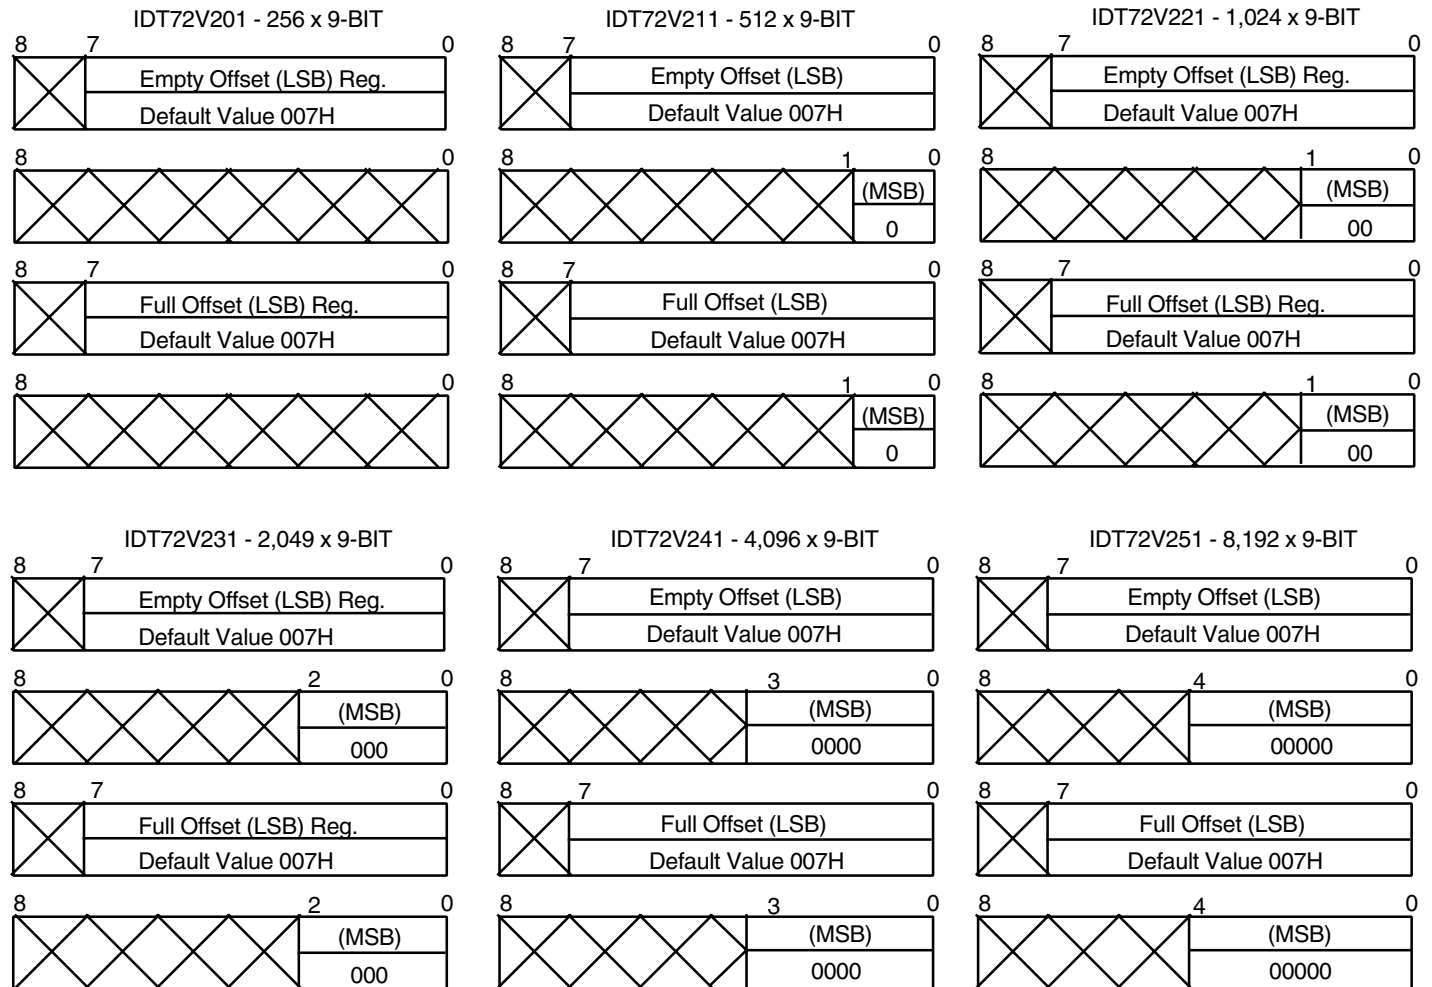 IDT72V201 - 256 x 9-BIT
8 7 0
Empty Offset (LSB) Reg.
Default Value 007H
8 0
8 7 0
Full Offset (LSB) Reg.
Default Value 007H
8 0
IDT72V211 - 512 x 9-BIT
8 7 0
Empty Offset (LSB)
Default Value 007H
8 1 0
(MSB)
0
8 7 0
Full Offset (LSB)
Default Value 007H
8 1 0
(MSB)
0
IDT72V221 - 1,024 x 9-BIT
8 7 0
Empty Offset (LSB) Reg.
Default Value 007H
8 1 0
(MSB)
00
8 7 0
Full Offset (LSB) Reg.
Default Value 007H
8 1 0
(MSB)
00
IDT72V231 - 2,049 x 9-BIT
8 7 0
Empty Offset (LSB) Reg.
Default Value 007H
8 2 0
(MSB)
000
8 7 0
Full Offset (LSB) Reg.
Default Value 007H
8 2 0
(MSB)
000
IDT72V241 - 4,096 x 9-BIT
8 7 0
Empty Offset (LSB)
Default Value 007H
8 3 0
(MSB)
0000
8 7 0
Full Offset (LSB)
Default Value 007H
8 3 0
(MSB)
0000
IDT72V251 - 8,192 x 9-BIT
8 7 0
Empty Offset (LSB)
Default Value 007H
8 4 0
(MSB)
00000
8 7 0
Full Offset (LSB)
Default Value 007H
8 4 0
(MSB)
00000